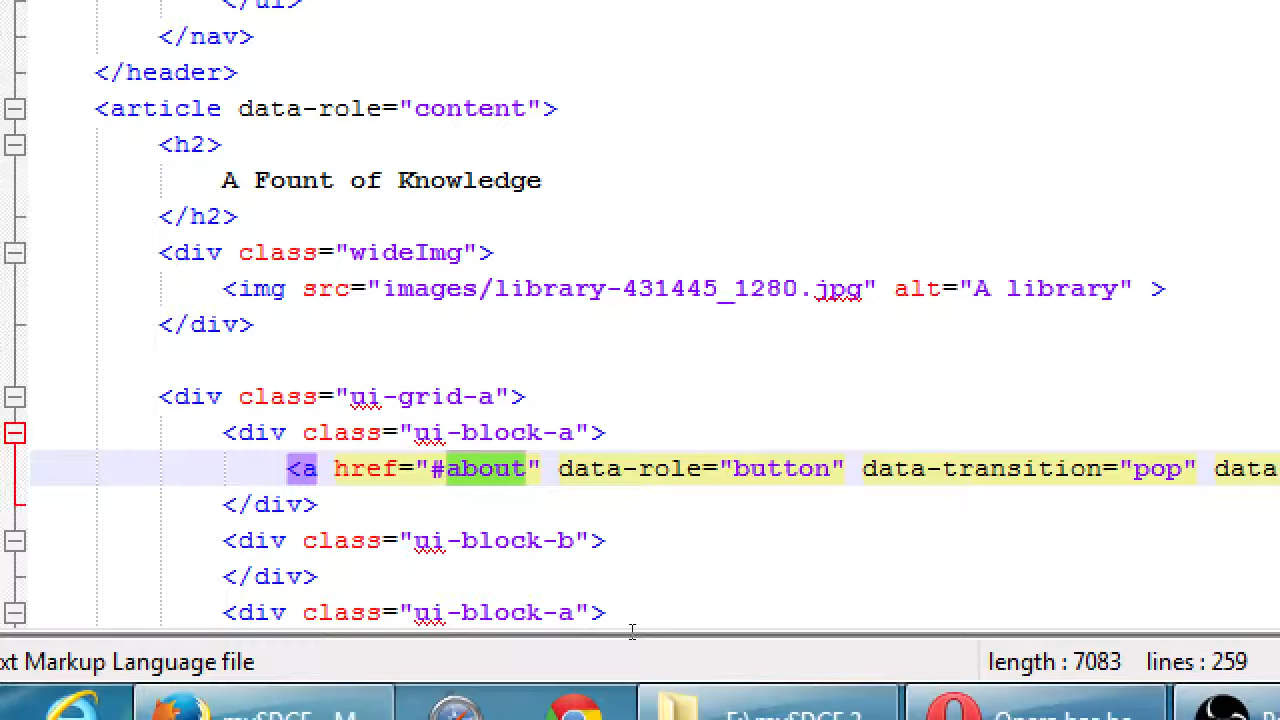 </ul>
</nav>
</header>
<article data-role="content">
<h2>
A Fount of Knowledge
</h2>
<div class="wideImg">
<img src="images/library-431445_1280.jpg" alt="A library" >
</div>
<div class="ui-grid-a">
<div class="ui-block-a">
<a href="#about" data-role="button" data-transition="pop" data
</div>
<div class="ui-block-b">
</div>
<div class="ui-block-a">
xt Markup Language file length : 7083 lines : 259